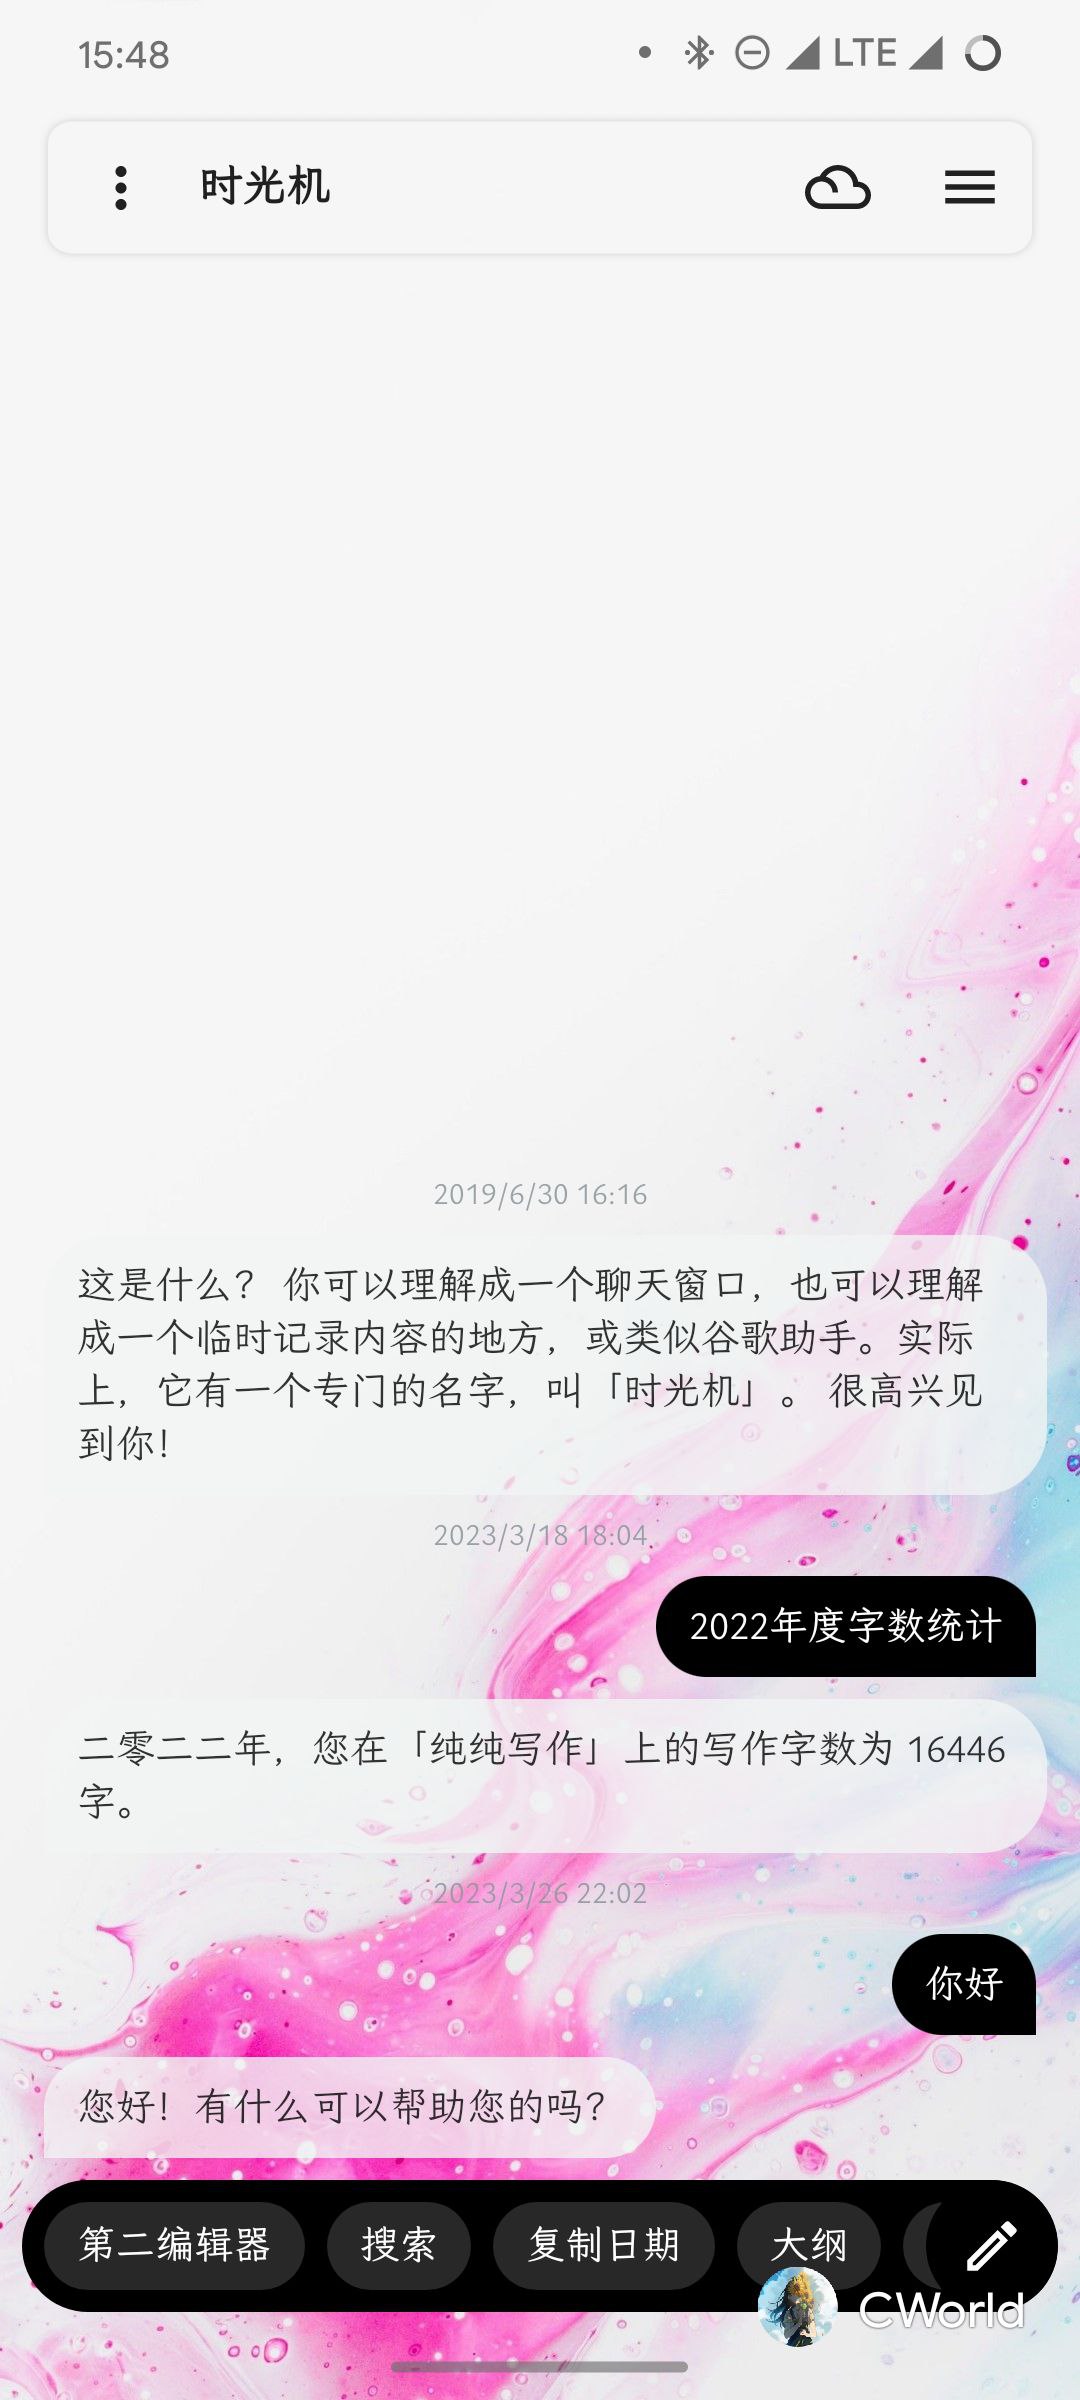 15:48
LTE
时光机
2019/6/30 16:16
这是什么？ 你可以理解成一个聊天窗口，也可以理解
成一个临时记录内容的地方，或类似谷歌助手。实际
上，它有一个专门的名字，叫「时光机」。 很高兴见
到你！
2023/3/18 18:04
2022年度字数统计
二零二二年，您在「纯纯写作」上的写作字数为 16446
字。
2023/3/26 22:02
你好
您好！有什么可以帮助您的吗？
第二编辑器 搜索 复制日期 大纲
CWorld